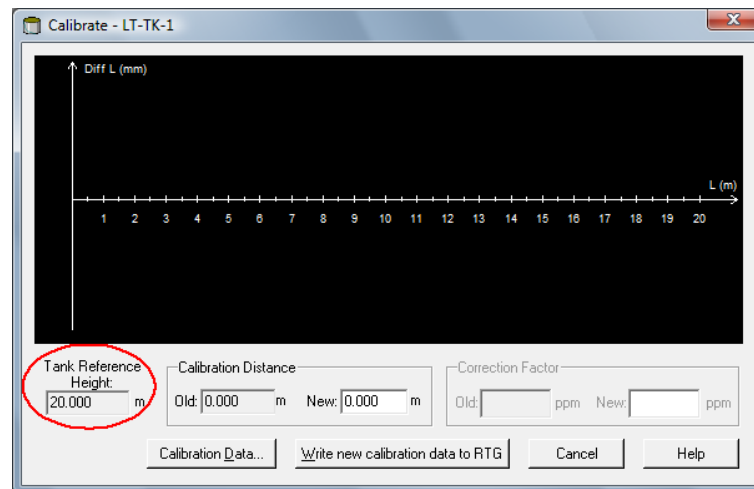 Calibrate - LT-TK-1
Diff L (mm)
L (m)
1 2 3 4 5 6 7 8 9 10 11 12 13 14 15 16 17 18 19 20
Tank Reference
Height:
20.000 m
Calibration Distance
Old: 0.000 m New: 0.000 m
Correction Factor
Old: ppm New: ppm
Calibration Data...
Write new calibration data to RTG
Cancel
Help